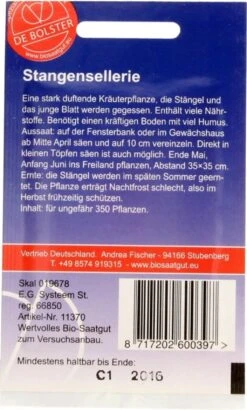 DE BOLSTER
www.biosaatgut.eu
Stangensellerie
Eine stark duftende Kräuterpflanze, die Stängel und
das junge Blatt werden gegessen. Enthält viele Nähr-
stoffe. Benötigt einen kräftigen Boden mit viel Humus.
Aussaat: auf der Fensterbank oder im Gewächshaus
ab Mitte April säen und auf 10 cm vereinzeln. Direkt in
kleinen Töpfen säen ist auch möglich. Ende Mai,
Anfang Juni ins Freiland pflanzen, Abstand 35×35 cm.
Ernte: die Stängel werden im späten Sommer geern-
tet. Die Pflanze erträgt Nachtfrost schlecht, also im
Herbst frühzeitig schützen.
Inhalt: für ungefähr 350 Pflanzen.
Vertrieb Deutschland. Andrea Fischer - 94166 Stubenberg
T. +49 8574 919315 - www.biosaatgut.eu
Skal 019678
E.G. Systeem St.
reg. 66850
Artikel-Nr. 11370
Wertvolles Bio-Saatgut
zum Versuchsanbau.
8 717202 600397 >
Mindestens haltbar bis Ende:
C1 2016